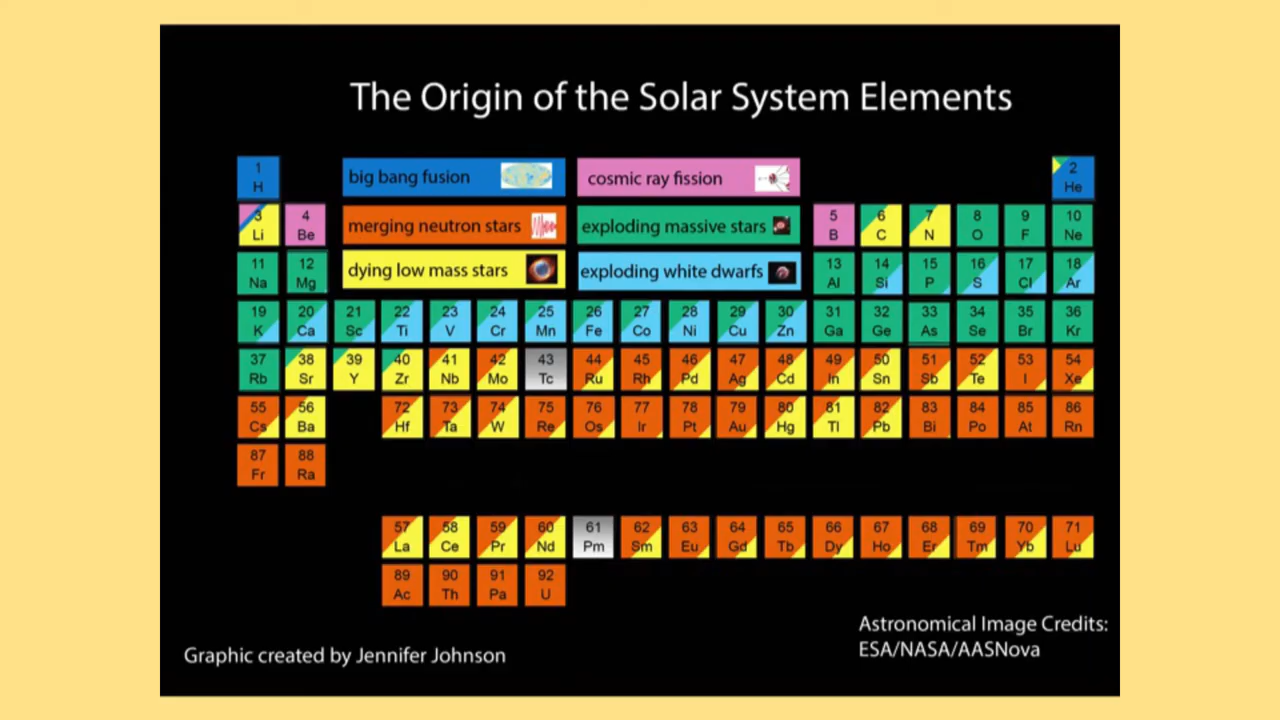 The Origin of the Solar System Elements
1 H big bang fusion cosmic ray fission 2 He
3 Li 4 Be merging neutron stars exploding massive stars 5 B 6 C 7 N 8 O 9 F 10 Ne
11 Na 12 Mg dying low mass stars exploding white dwarfs 13 Al 14 Si 15 P 16 S 17 Cl 18 Ar
19 K 20 Ca 21 Sc 22 Ti 23 V 24 Cr 25 Mn 26 Fe 27 Co 28 Ni 29 Cu 30 Zn 31 Ga 32 Ge 33 As 34 Se 35 Br 36 Kr
37 Rb 38 Sr 39 Y 40 Zr 41 Nb 42 Mo 43 Tc 44 Ru 45 Rh 46 Pd 47 Ag 48 Cd 49 In 50 Sn 51 Sb 52 Te 53 I 54 Xe
55 Cs 56 Ba 72 Hf 73 Ta 74 W 75 Re 76 Os 77 Ir 78 Pt 79 Au 80 Hg 81 Tl 82 Pb 83 Bi 84 Po 85 At 86 Rn
87 Fr 88 Ra
57 La 58 Ce 59 Pr 60 Nd 61 Pm 62 Sm 63 Eu 64 Gd 65 Tb 66 Dy 67 Ho 68 Er 69 Tm 70 Yb 71 Lu
89 Ac 90 Th 91 Pa 92 U
Graphic created by Jennifer Johnson
Astronomical Image Credits:
ESA/NASA/AASNova